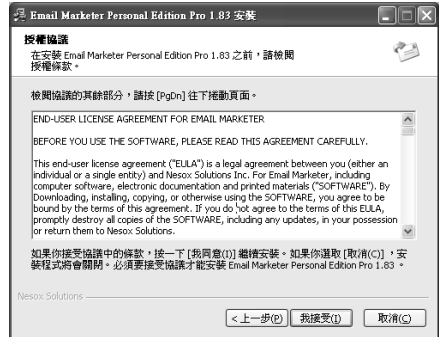 Email Marketer Personal Edition Pro 1.83 安裝
授權協議
在安裝 Email Marketer Personal Edition Pro 1.83 之前，請檢閱
授權條款。
檢閱協議的其餘部分，請按 [PgDn] 往下捲動頁面。
END-USER LICENSE AGREEMENT FOR EMAIL MARKETER
BEFORE YOU USE THE SOFTWARE, PLEASE READ THIS AGREEMENT CAREFULLY.
This end-user license agreement ("EULA") is a legal agreement between you (either an
individual or a single entity) and Nesox Solutions Inc. For Email Marketer, including
computer software, electronic documentation and printed materials ("SOFTWARE"). By
Downloading, installing, copying, or otherwise using the SOFTWARE, you agree to be
bound by the terms of this agreement. If you do not agree to the terms of this EULA,
promptly destroy all copies of the SOFTWARE, including any updates, in your possession
or return them to Nesox Solutions.
如果你接受協議中的條款，按一下 [我同意(I)] 繼續安裝。如果你選取 [取消(C)] ，安
裝程式將會關閉。必須要接受協議才能安裝 Email Marketer Personal Edition Pro 1.83 。
Nesox Solutions
< 上一步(P) 我接受(I) 取消(C)